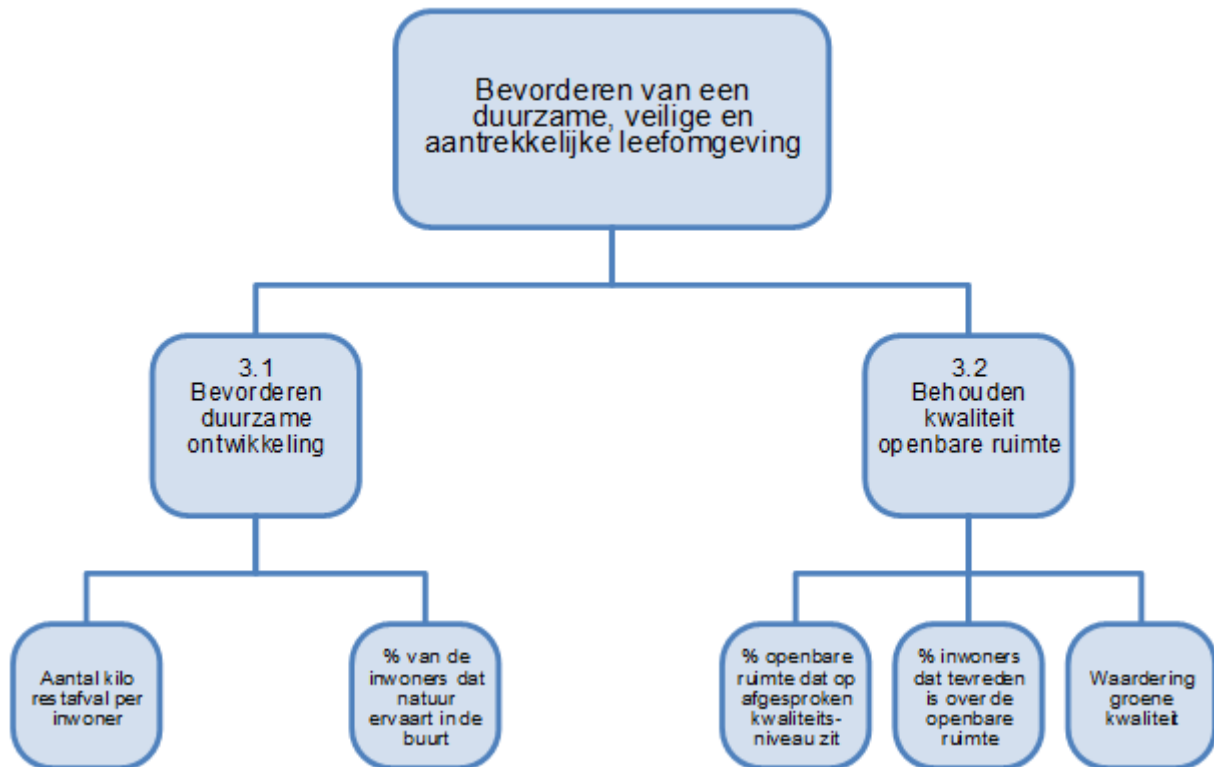 Bevorderen van een
duurzame, veilige en
aantrekkelijke leefomgeving
3.1
Bevorderen
duurzame
ontwikkeling
3.2
Behouden
kwaliteit
openbare ruimte
Aantal kilo
restafval per
inwoner
% van de
inwoners dat
natuur
ervaart in de
buurt
% openbare
ruimte dat op
afgesproken
kwaliteits-
niveau zit
% inwoners
dat tevreden
is over de
openbare
ruimte
Waardering
groene
kwaliteit